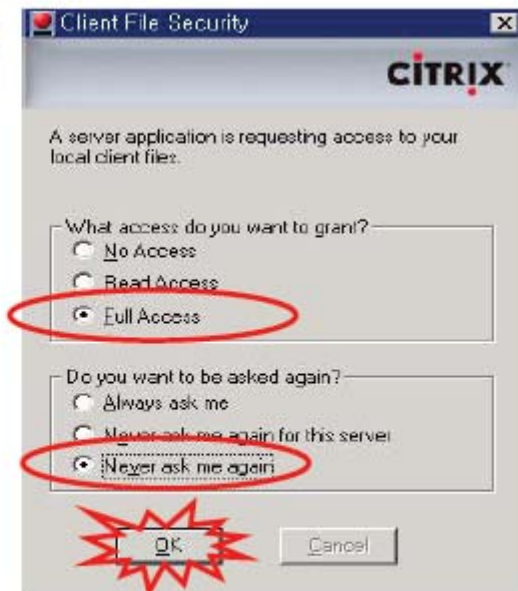 Client File Security
CITRIX
A server application is requesting access to your
local client files.
What access do you want to grant?
No Access
Read Access
Full Access
Do you want to be asked again?
Always ask me
Never ask me again for this server
Never ask me again
OK
Cancel